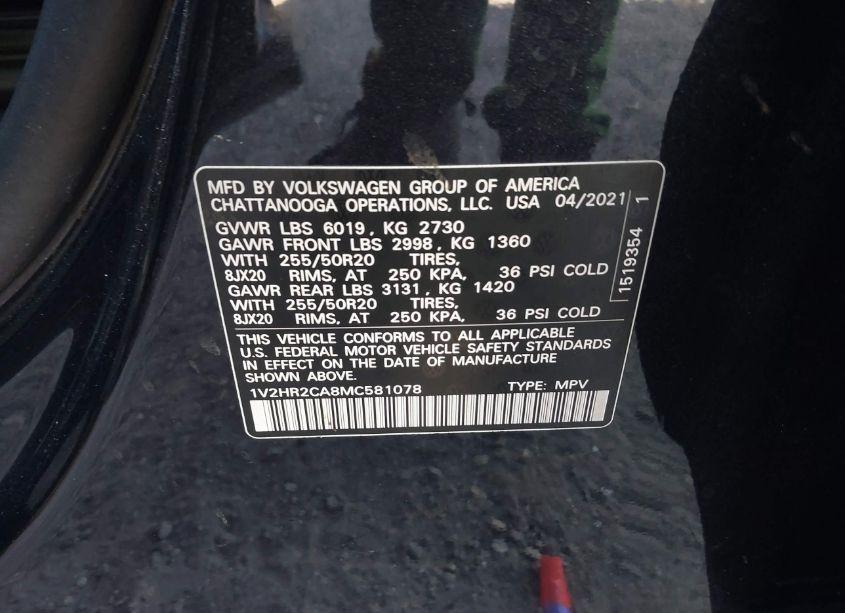 MFD BY VOLKSWAGEN GROUP OF AMERICA
CHATTANOOGA OPERATIONS, LLC. USA 04/2021
GVWR LBS 6019, KG 2730
GAWR FRONT LBS 2998, KG 1360
WITH 255/50R20 TIRES,
8JX20 RIMS, AT 250 KPA, 36 PSI COLD
GAWR REAR LBS 3131, KG 1420
WITH 255/50R20 TIRES,
8JX20 RIMS, AT 250 KPA, 36 PSI COLD
THIS VEHICLE CONFORMS TO ALL APPLICABLE
U.S. FEDERAL MOTOR VEHICLE SAFETY STANDARDS
IN EFFECT ON THE DATE OF MANUFACTURE
SHOWN ABOVE.
1V2HR2CA8MC581078 TYPE: MPV
1519354 1